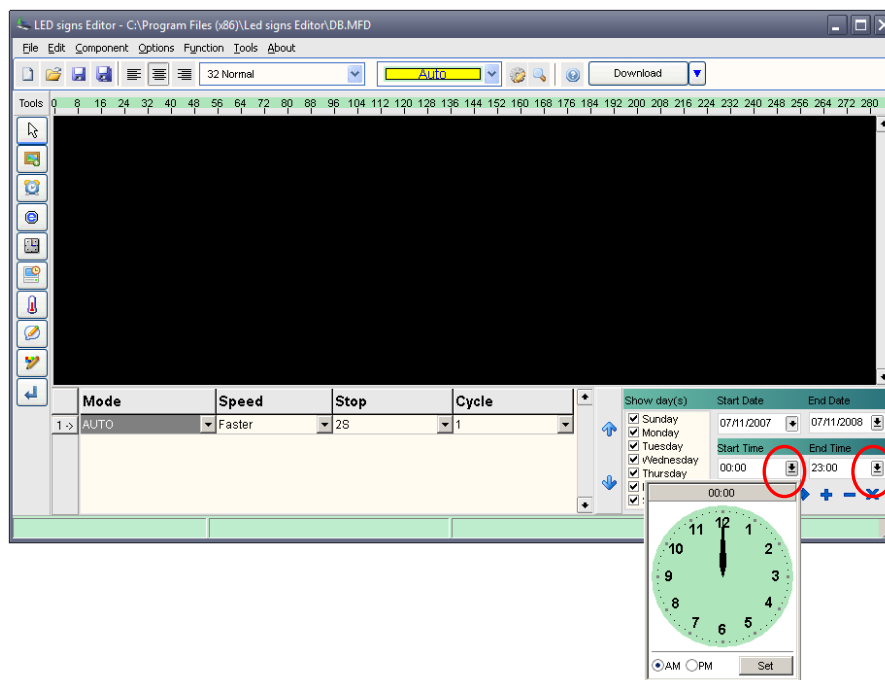 LED signs Editor - C:\Program Files (x86)\Led signs Editor\DB.MFD
File Edit Component Options Function Tools About
32 Normal Auto Download
Tools 0 8 16 24 32 40 48 56 64 72 80 88 96 104 112 120 128 136 144 152 160 168 176 184 192 200 208 216 224 232 240 248 256 264 272 280
Mode Speed Stop Cycle
1 -> AUTO Faster 2S 1
Show day(s) Start Date End Date
Sunday
Monday
Tuesday
Wednesday
Thursday
07/11/2007 07/11/2008
Start Time End Time
00:00 23:00
00:00
12
1
2
3
4
5
6
7
8
9
10
11
AM PM Set